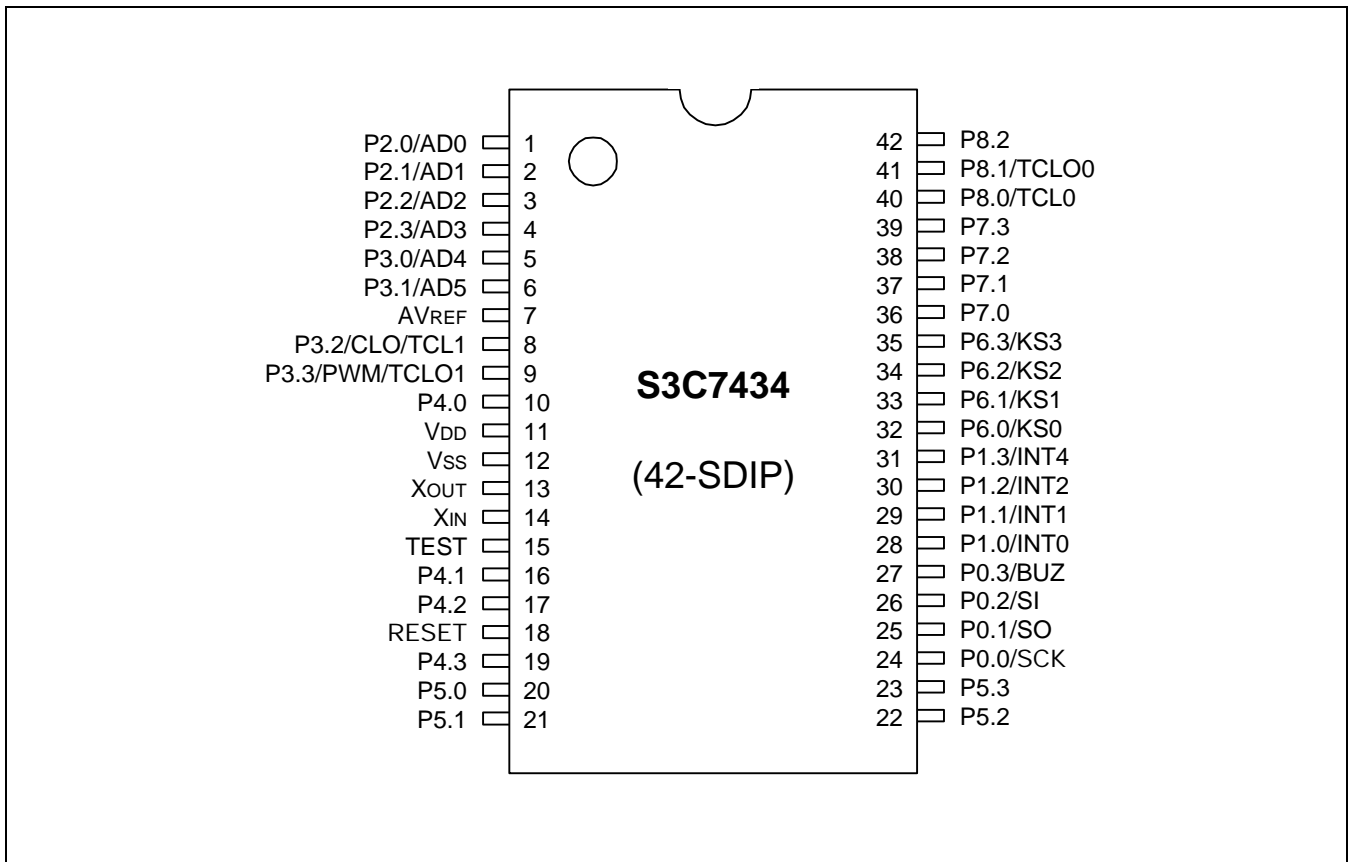 P2.0/AD0 1
P2.1/AD1 2
P2.2/AD2 3
P2.3/AD3 4
P3.0/AD4 5
P3.1/AD5 6
AVREF 7
P3.2/CLO/TCL1 8
P3.3/PWM/TCLO1 9
P4.0 10
VDD 11
VSS 12
XOUT 13
XIN 14
TEST 15
P4.1 16
P4.2 17
RESET 18
P4.3 19
P5.0 20
P5.1 21
S3C7434
(42-SDIP)
42 P8.2
41 P8.1/TCLO0
40 P8.0/TCL0
39 P7.3
38 P7.2
37 P7.1
36 P7.0
35 P6.3/KS3
34 P6.2/KS2
33 P6.1/KS1
32 P6.0/KS0
31 P1.3/INT4
30 P1.2/INT2
29 P1.1/INT1
28 P1.0/INT0
27 P0.3/BUZ
26 P0.2/SI
25 P0.1/SO
24 P0.0/SCK
23 P5.3
22 P5.2